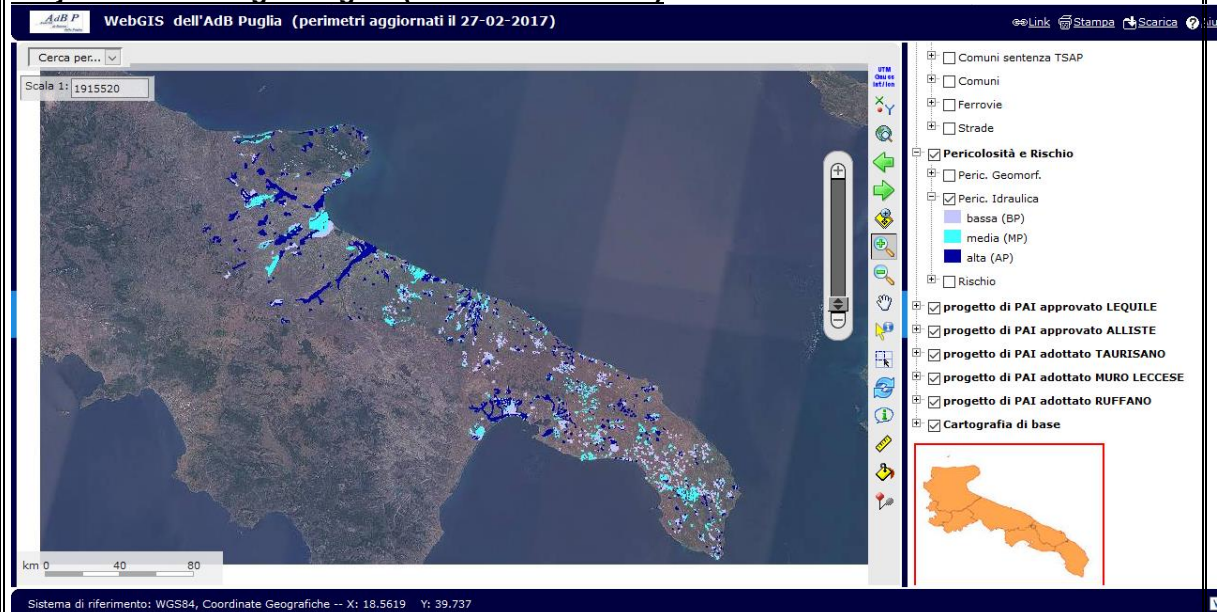 AdB P
WebGIS dell'AdB Puglia (perimetri aggiornati il 27-02-2017)
Link Stampa Scarica
Cerca per...
Scala 1: 1915520
UTM
Comuni sentenza TSAP
Comuni
Ferrovie
Strade
Pericolosità e Rischio
Peric. Geomorf.
Peric. Idraulica
bassa (BP)
media (MP)
alta (AP)
Rischio
progetto di PAI approvato LEQUILE
progetto di PAI approvato ALLISTE
progetto di PAI adottato TAURISANO
progetto di PAI adottato MURO LECCESE
progetto di PAI adottato RUFFANO
Cartografia di base
km 0 40 80
Sistema di riferimento: WGS84, Coordinate Geografiche -- X: 18.5619 Y: 39.737